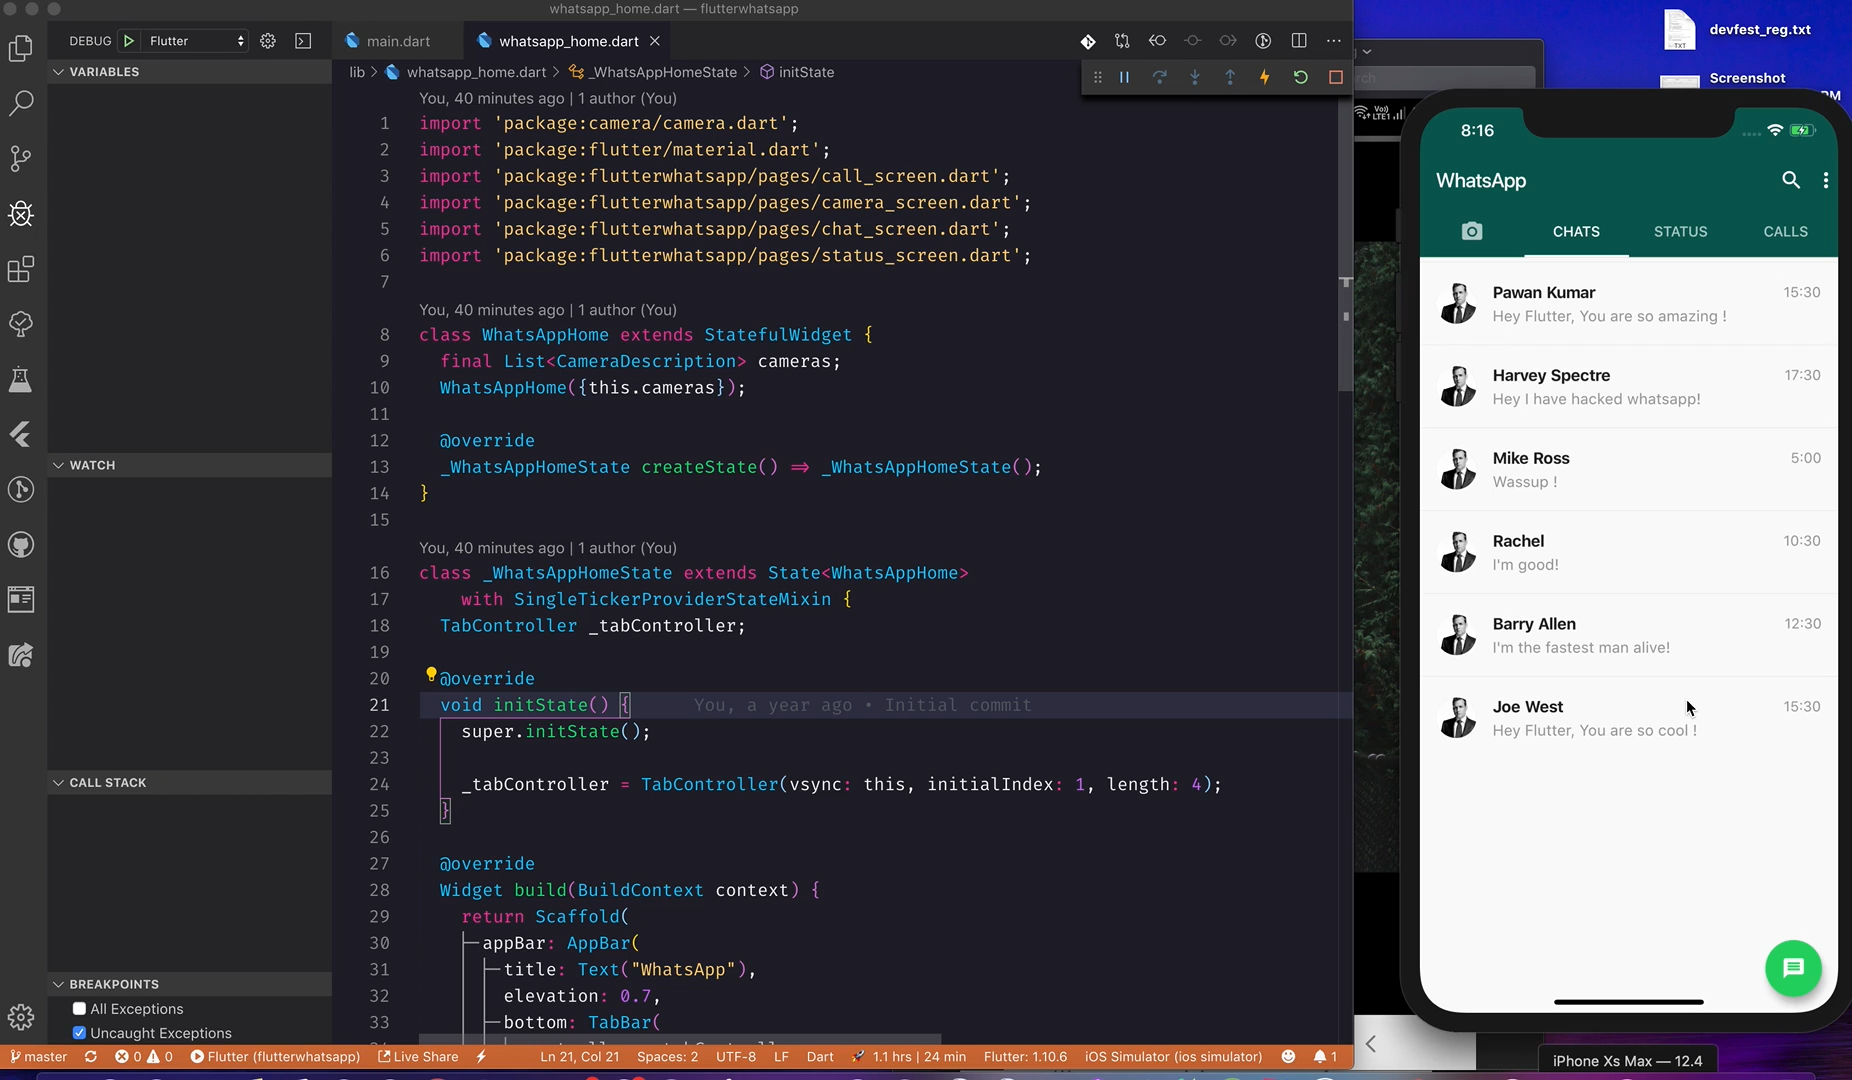 whatsapp_home.dart — flutterwhatsapp
DEBUG
Flutter
main.dart
whatsapp_home.dart
lib > whatsapp_home.dart > _WhatsAppHomeState > initState
VARIABLES
WATCH
CALL STACK
BREAKPOINTS
All Exceptions
Uncaught Exceptions
You, 40 minutes ago | 1 author (You)
1 import 'package:camera/camera.dart';
2 import 'package:flutter/material.dart';
3 import 'package:flutterwhatsapp/pages/call_screen.dart';
4 import 'package:flutterwhatsapp/pages/camera_screen.dart';
5 import 'package:flutterwhatsapp/pages/chat_screen.dart';
6 import 'package:flutterwhatsapp/pages/status_screen.dart';
7
You, 40 minutes ago | 1 author (You)
8 class WhatsAppHome extends StatefulWidget {
9 final List<CameraDescription> cameras;
10 WhatsAppHome({this.cameras});
11
12 @override
13 _WhatsAppHomeState createState() => _WhatsAppHomeState();
14 }
15
You, 40 minutes ago | 1 author (You)
16 class _WhatsAppHomeState extends State<WhatsAppHome>
17 with SingleTickerProviderStateMixin {
18 TabController _tabController;
19
20 @override
21 void initState() { You, a year ago • Initial commit
22 super.initState();
23
24 _tabController = TabController(vsync: this, initialIndex: 1, length: 4);
25 }
26
27 @override
28 Widget build(BuildContext context) {
29 return Scaffold(
30 appBar: AppBar(
31 title: Text("WhatsApp"),
32 elevation: 0.7,
33 bottom: TabBar(
master
0
0
Flutter (flutterwhatsapp)
Live Share
Ln 21, Col 21
Spaces: 2
UTF-8
LF
Dart
1.1 hrs | 24 min
Flutter: 1.10.6
iOS Simulator (ios simulator)
1
devfest_reg.txt
TXT
Screenshot
PM
rch
Vo)
LTE1
8:16
WhatsApp
CHATS
STATUS
CALLS
Pawan Kumar 15:30
Hey Flutter, You are so amazing !
Harvey Spectre 17:30
Hey I have hacked whatsapp!
Mike Ross 5:00
Wassup !
Rachel 10:30
I'm good!
Barry Allen 12:30
I'm the fastest man alive!
Joe West 15:30
Hey Flutter, You are so cool !
iPhone Xs Max — 12.4